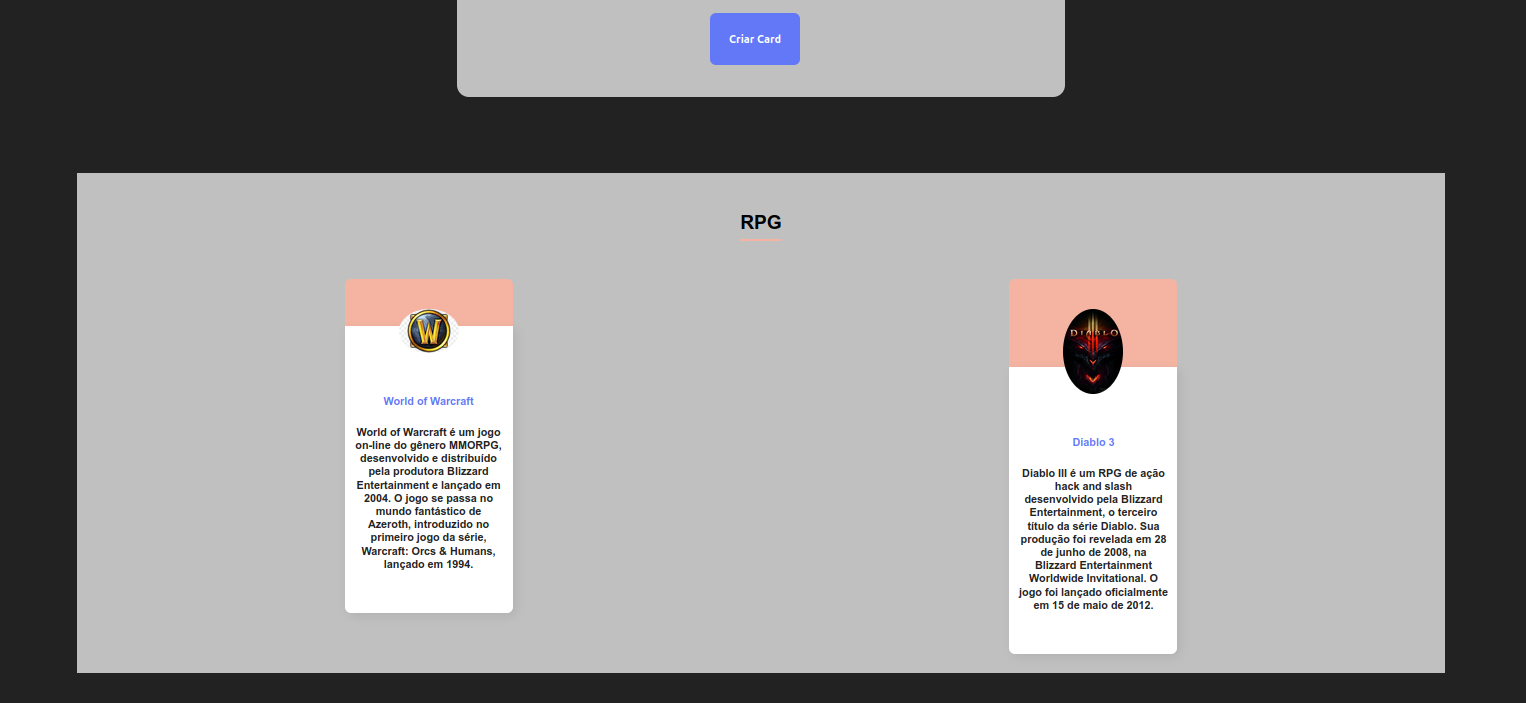 Criar Card
RPG
W
World of Warcraft
World of Warcraft é um jogo
on-line do gênero MMORPG,
desenvolvido e distribuído
pela produtora Blizzard
Entertainment e lançado em
2004. O jogo se passa no
mundo fantástico de
Azeroth, introduzido no
primeiro jogo da série,
Warcraft: Orcs & Humans,
lançado em 1994.
DIABLO
Diablo 3
Diablo III é um RPG de ação
hack and slash
desenvolvido pela Blizzard
Entertainment, o terceiro
título da série Diablo. Sua
produção foi revelada em 28
de junho de 2008, na
Blizzard Entertainment
Worldwide Invitational. O
jogo foi lançado oficialmente
em 15 de maio de 2012.